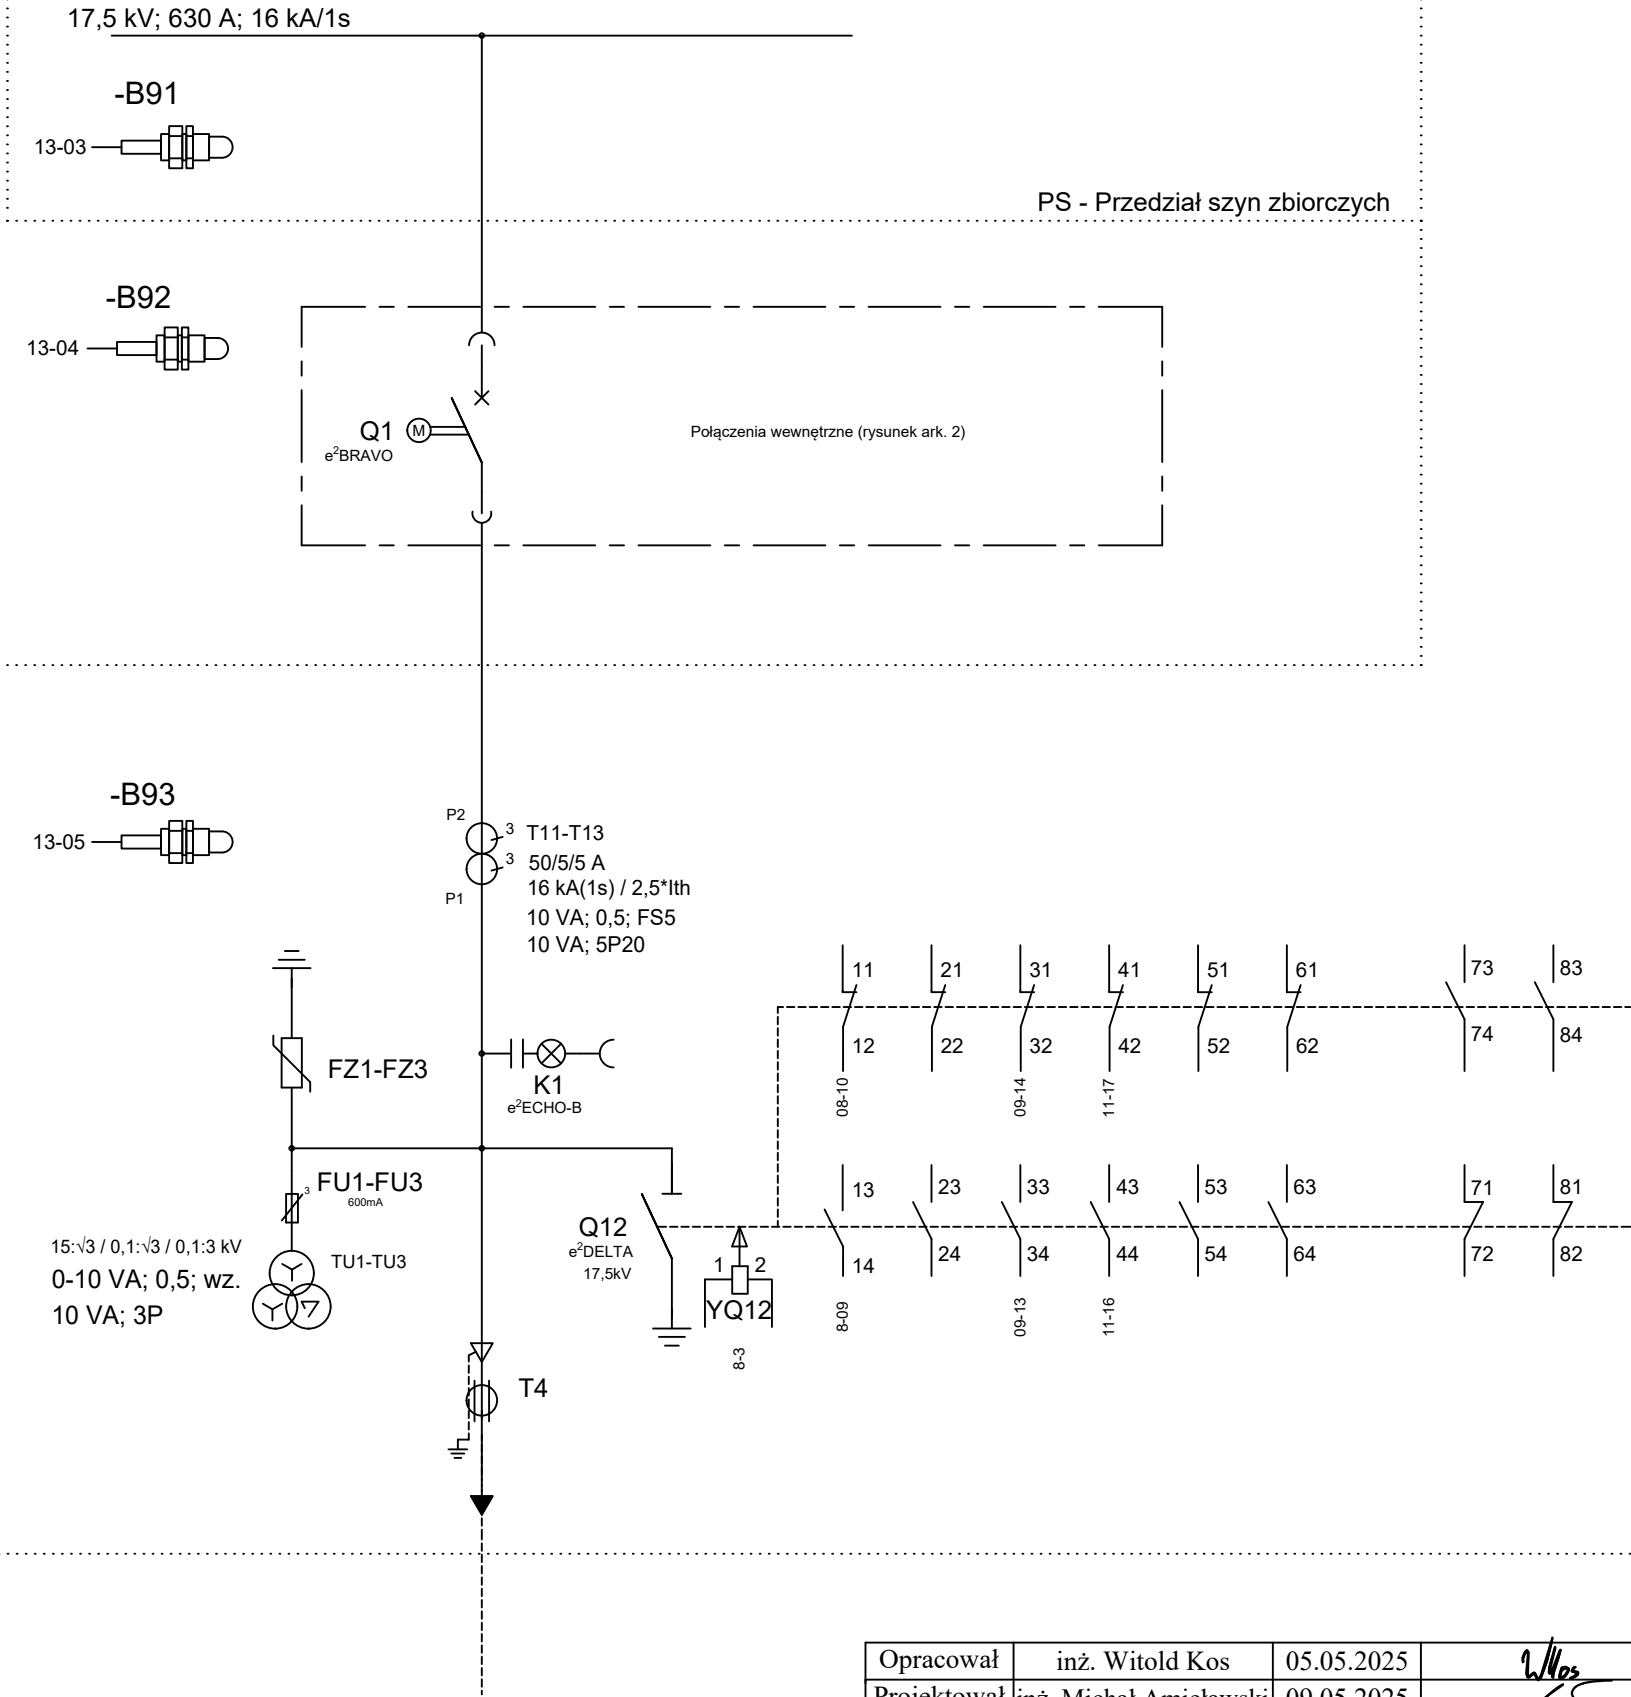 17,5 kV; 630 A; 16 kA/1s
-B91
13-03
PS - Przedział szyn zbiorczych
-B92
13-04
Q1
M
e²BRAVO
Połączenia wewnętrzne (rysunek ark. 2)
-B93
13-05
P2
3
T11-T13
3
50/5/5 A
16 kA(1s) / 2,5*Ith
P1
10 VA; 0,5; FS5
10 VA; 5P20
11 21 31 41 51 61 73 83
12 22 32 42 52 62 74 84
08-10 09-14 11-17
FZ1-FZ3
K1
e²ECHO-B
FU1-FU3
3
600mA
13 23 33 43 53 63 71 81
14 24 34 44 54 64 72 82
8-09 09-13 11-16
Q12
e²DELTA
17,5kV
1 2
YQ12
8-3
15:√3 / 0,1:√3 / 0,1:3 kV
TU1-TU3
0-10 VA; 0,5; wz.
10 VA; 3P
T4
Opracował inż. Witold Kos 05.05.2025
Projektował inż. Michał 09.05.2025